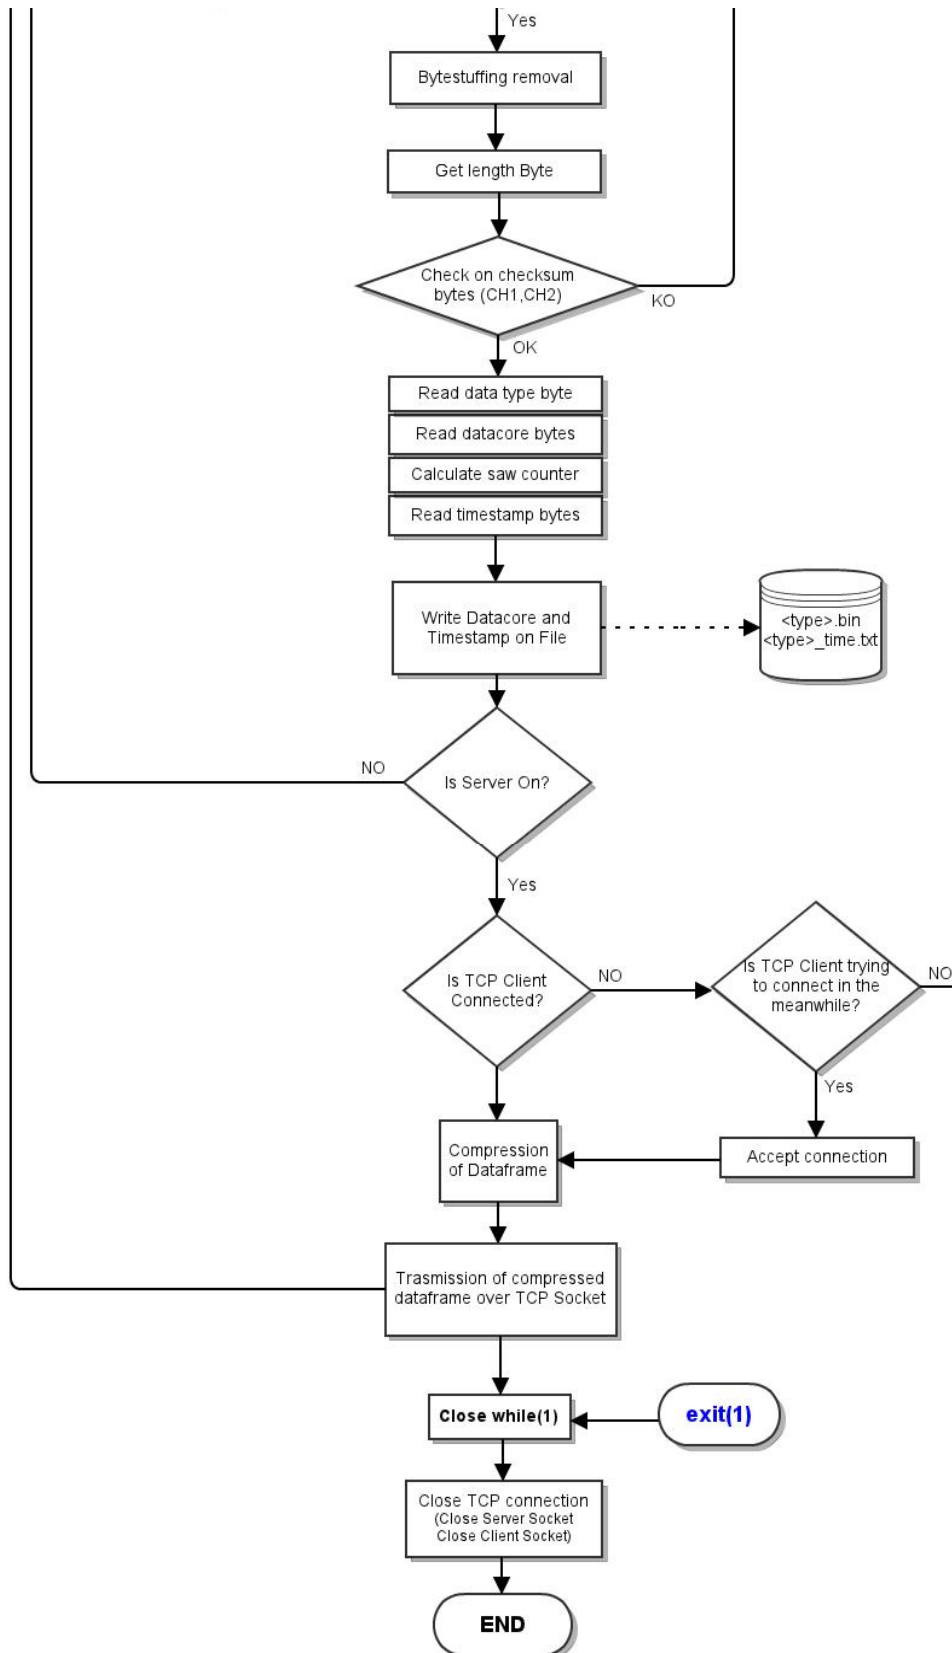 Yes
Bytestuffing removal
Get length Byte
Check on checksum
bytes (CH1,CH2)
KO
OK
Read data type byte
Read datacore bytes
Calculate saw counter
Read timestamp bytes
Write Datacore and
Timestamp on File
<type>.bin
<type>_time.txt
NO
Is Server On?
Yes
Is TCP Client
Connected?
NO
Is TCP Client trying
to connect in the
meanwhile?
NO
Yes
Compression
of Dataframe
Accept connection
Trasmission of compressed
dataframe over TCP Socket
Close while(1)
exit(1)
Close TCP connection
(Close Server Socket
Close Client Socket)
END